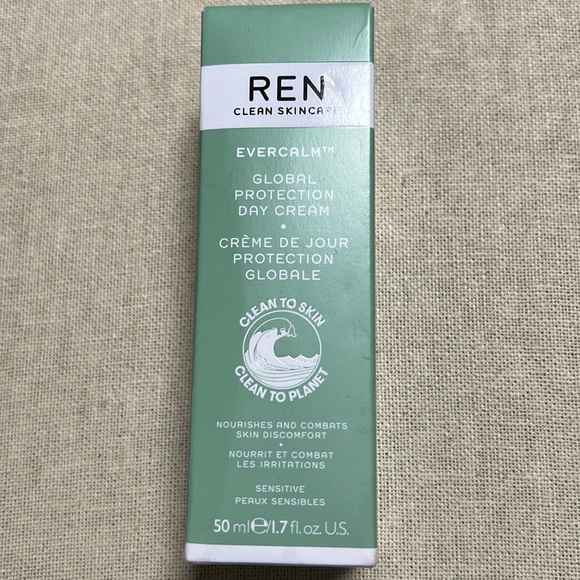 REN
CLEAN SKINCARE
EVERCALM™
GLOBAL
PROTECTION
DAY CREAM
•
CRÈME DE JOUR
PROTECTION
GLOBALE
CLEAN TO SKIN
CLEAN TO PLANET
NOURISHES AND COMBATS
SKIN DISCOMFORT
•
NOURRIT ET COMBAT
LES IRRITATIONS
SENSITIVE
PEAUX SENSIBLES
50 ml ℮/1.7 fl. oz. U.S.